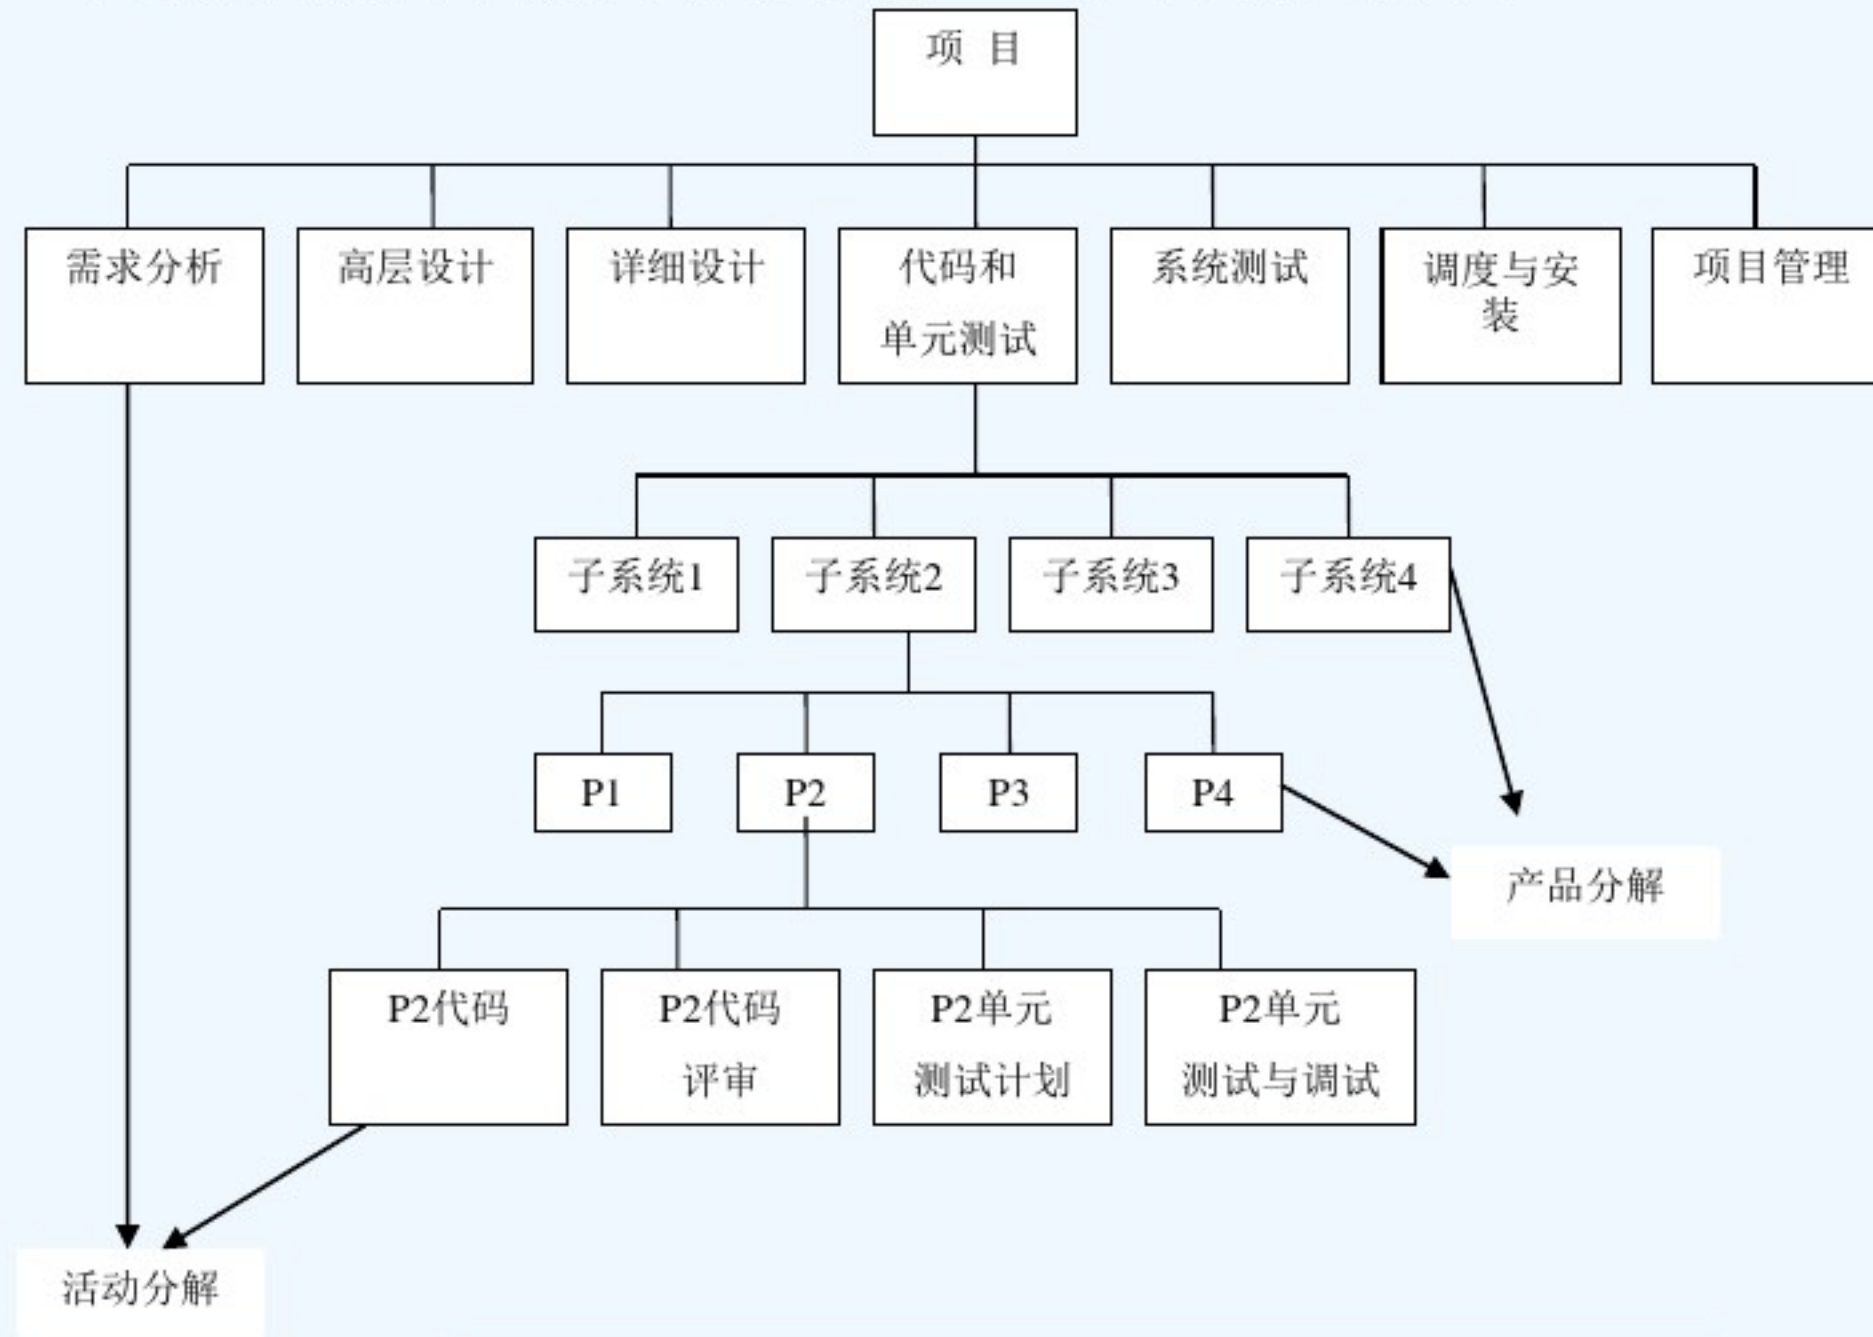 项 目
需求分析
高层设计
详细设计
代码和
单元测试
系统测试
调度与安
装
项目管理
子系统1
子系统2
子系统3
子系统4
P1
P2
P3
P4
产品分解
P2代码
P2代码
评审
P2单元
测试计划
P2单元
测试与调试
活动分解